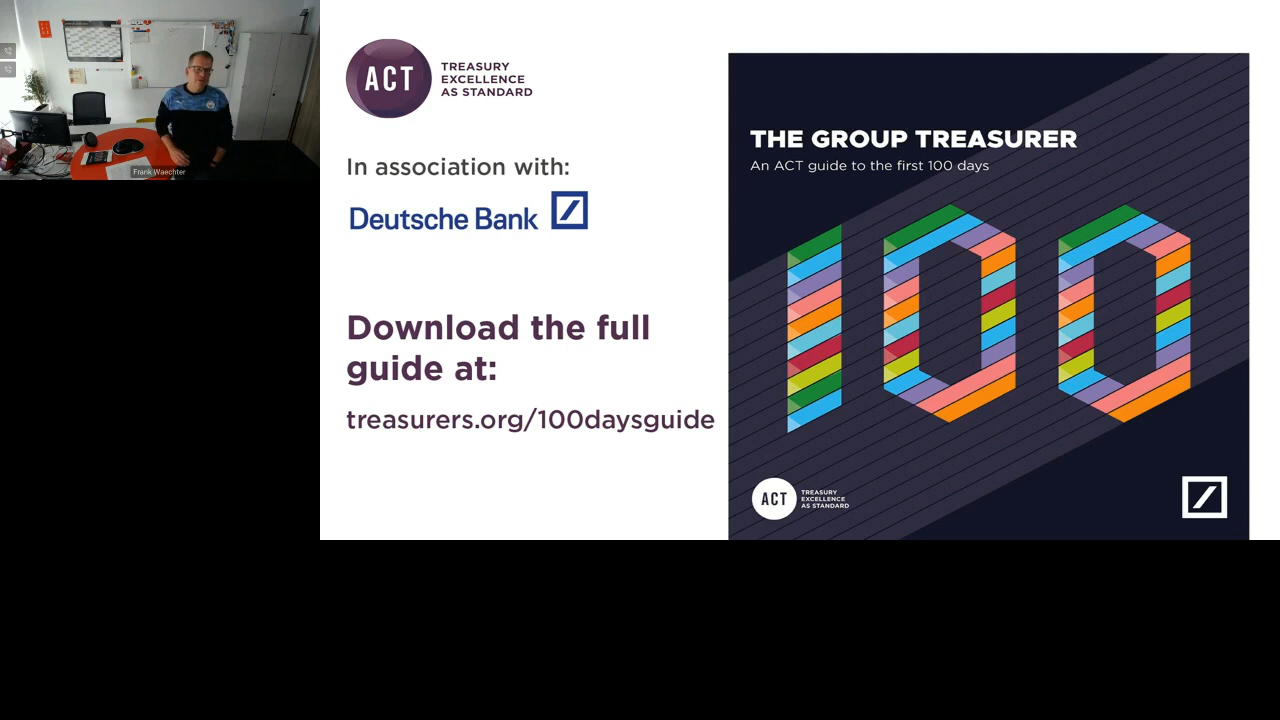 Frank Waechter
ACT
TREASURY
EXCELLENCE
AS STANDARD
In association with:
Deutsche Bank
Download the full
guide at:
treasurers.org/100daysguide
THE GROUP TREASURER
An ACT guide to the first 100 days
100
ACT
TREASURY
EXCELLENCE
AS STANDARD